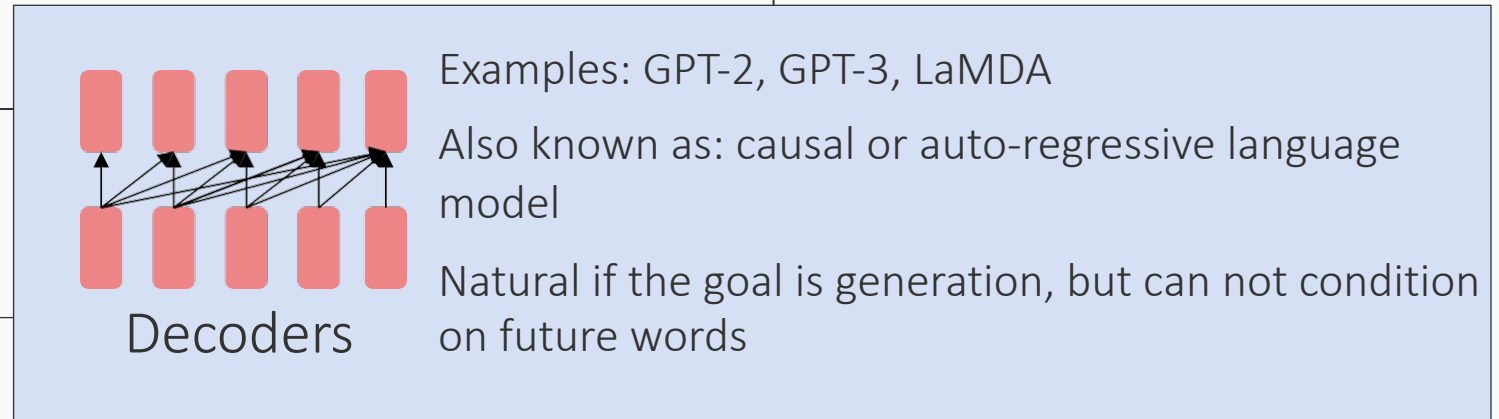 Examples: GPT-2, GPT-3, LaMDA
Also known as: causal or auto-regressive language
model
Natural if the goal is generation, but can not condition
on future words
Decoders